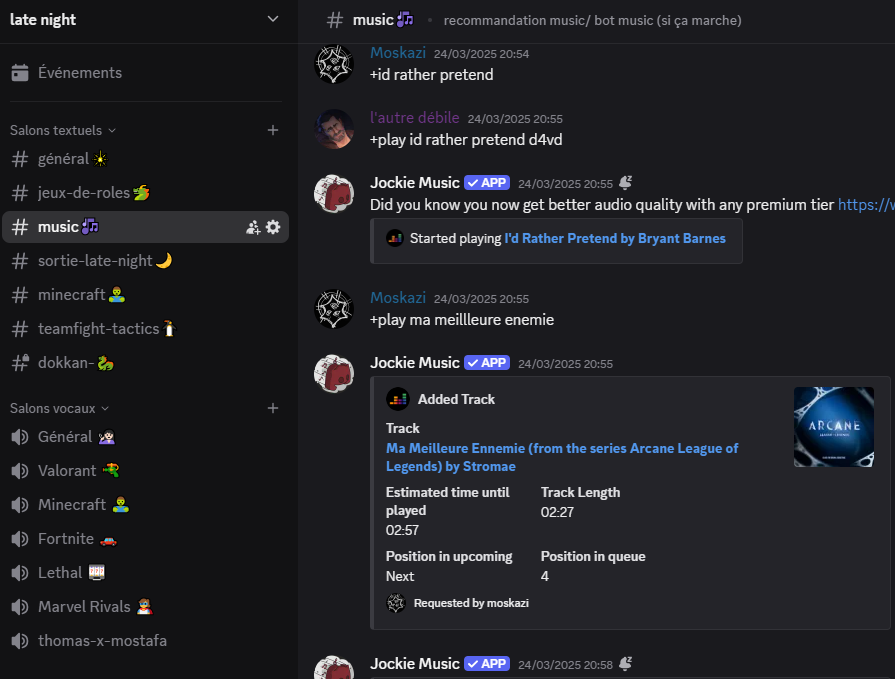 late night
Événements
Salons textuels
général
jeux-de-roles
music
sortie-late-night
minecraft
teamfight-tactics
dokkan-
Salons vocaux
Général
Valorant
Minecraft
Fortnite
Lethal
Marvel Rivals
thomas-x-mostafa
# music • recommandation music/ bot music (si ça marche)
Moskazi 24/03/2025 20:54
+id rather pretend
l'autre débile 24/03/2025 20:55
+play id rather pretend d4vd
Jockie Music APP 24/03/2025 20:55
Did you know you now get better audio quality with any premium tier https://
Started playing I'd Rather Pretend by Bryant Barnes
Moskazi 24/03/2025 20:55
+play ma meillleure enemie
Jockie Music APP 24/03/2025 20:55
Added Track
Track
Ma Meilleure Ennemie (from the series Arcane League of
Legends) by Stromae
ARCANE
Estimated time until
played
02:57
Track Length
02:27
Position in upcoming
Next
Position in queue
4
Requested by moskazi
Jockie Music APP 24/03/2025 20:58